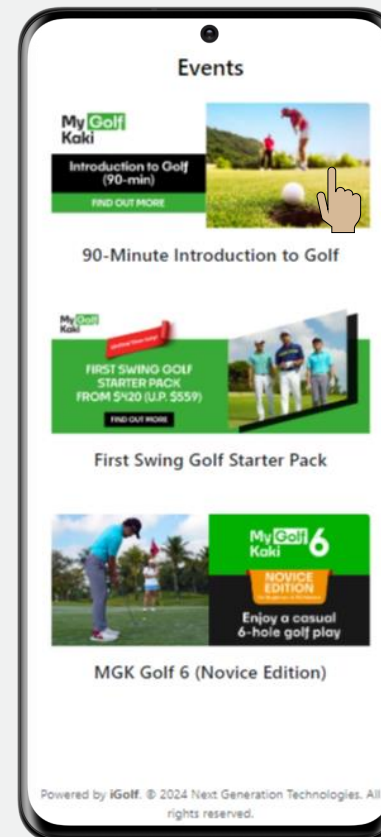 Events
My Golf
Kaki
Introduction to Golf
(90-min)
FIND OUT MORE
90-Minute Introduction to Golf
My Golf
Kaki
FIRST SWING GOLF
STARTER PACK
FROM $420 (U.P. $559)
FIND OUT MORE
First Swing Golf Starter Pack
My Golf 6
Kaki
NOVICE
EDITION
Enjoy a casual
6-hole golf play
MGK Golf 6 (Novice Edition)
Powered by iGolf. © 2024 Next Generation Technologies. All
rights reserved.